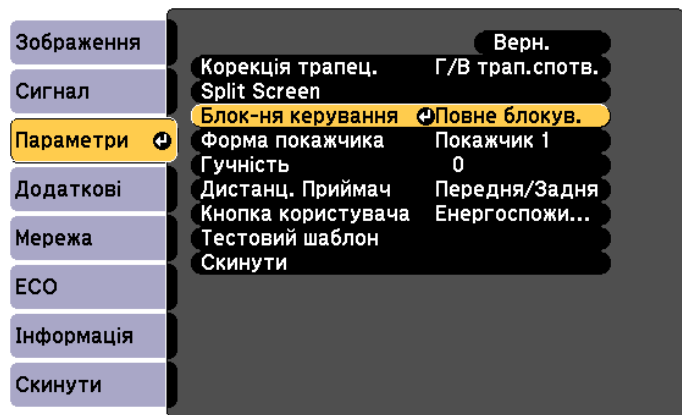 Зображення
Сигнал
Параметри
Додаткові
Мережа
ECO
Інформація
Скинути
Верн.
Корекція трапец. Г/В трап.спотв.
Split Screen
Блок-ня керування Повне блокув.
Форма покажчика Покажчик 1
Гучність 0
Дистанц. Приймач Передня/Задня
Кнопка користувача Енергоспожи...
Тестовий шаблон
Скинути